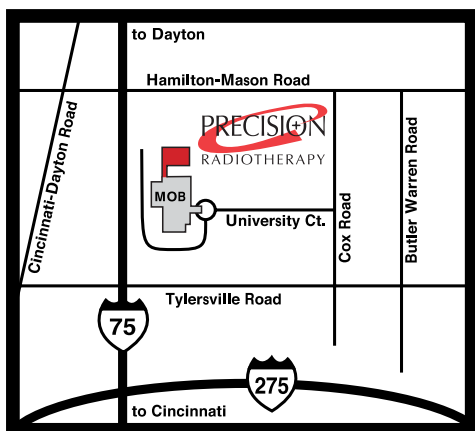 to Dayton
Hamilton-Mason Road
PRECISION
RADIOTHERAPY
Cincinnati-Dayton Road
MOB
University Ct.
Cox Road
Butler Warren Road
Tylersville Road
75
275
to Cincinnati